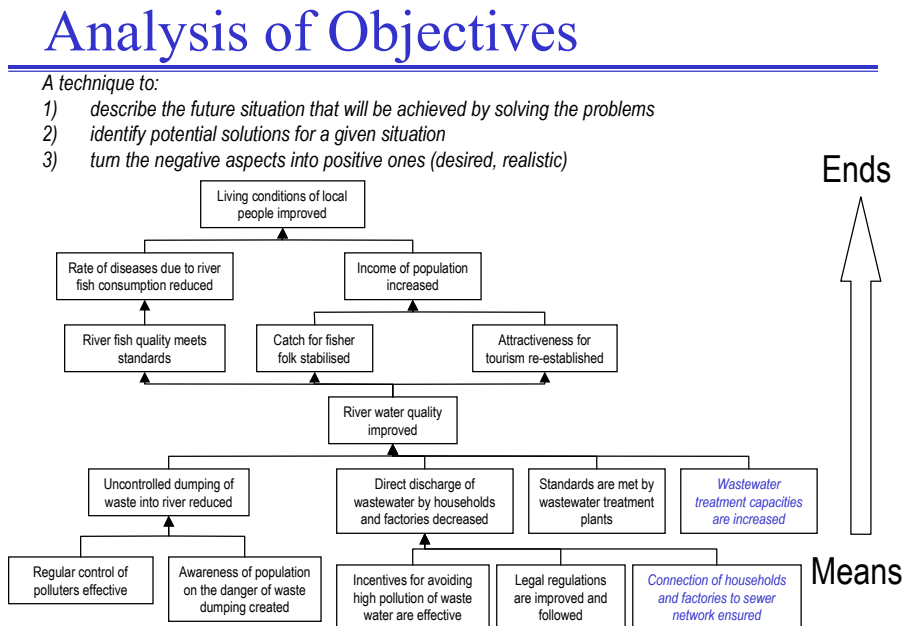 Analysis of Objectives
A technique to:
1) describe the future situation that will be achieved by solving the problems
2) identify potential solutions for a given situation
3) turn the negative aspects into positive ones (desired, realistic)
Ends
Living conditions of local
people improved
Rate of diseases due to river
fish consumption reduced
Income of population
increased
River fish quality meets
standards
Catch for fisher
folk stabilised
Attractiveness for
tourism re-established
River water quality
improved
Uncontrolled dumping of
waste into river reduced
Direct discharge of
wastewater by households
and factories decreased
Standards are met by
wastewater treatment
plants
Wastewater
treatment capacities
are increased
Regular control of
polluters effective
Awareness of population
on the danger of waste
dumping created
Incentives for avoiding
high pollution of waste
water are effective
Legal regulations
are improved and
followed
Connection of households
and factories to sewer
network ensured
Means